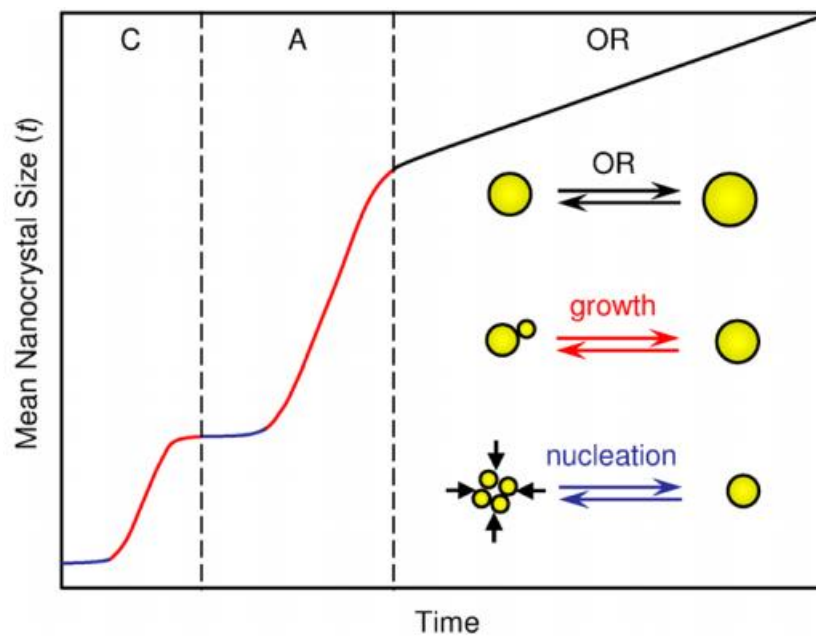 C
A
OR
Mean Nanocrystal Size (t)
OR
growth
nucleation
Time